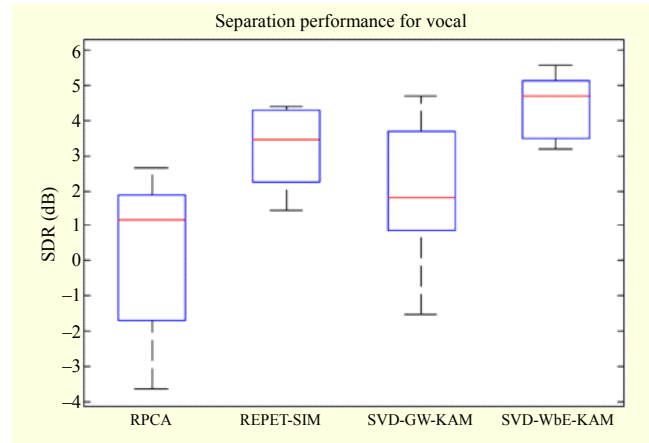 Separation performance for vocal
SDR (dB)
6
5
4
3
2
1
0
–1
–2
–3
–4
RPCA
REPET-SIM
SVD-GW-KAM
SVD-WbE-KAM